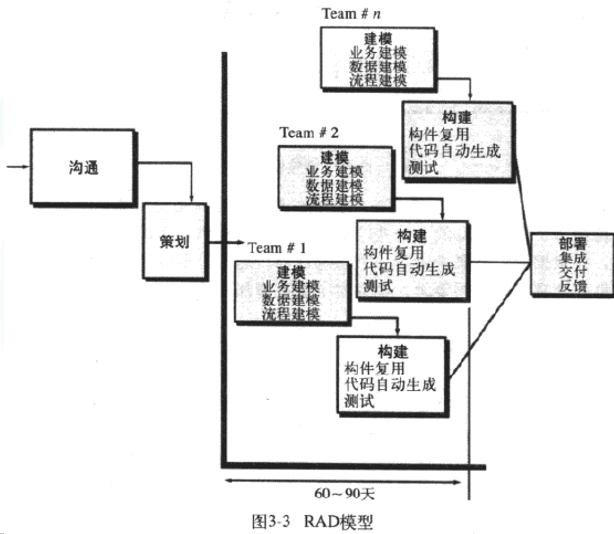 Team # n
建模
业务建模
数据建模
流程建模
构建
构件复用
代码自动生成
测试
Team # 2
建模
业务建模
数据建模
流程建模
构建
构件复用
代码自动生成
测试
Team # 1
建模
业务建模
数据建模
流程建模
构建
构件复用
代码自动生成
测试
沟通
策划
部署
集成
交付
反馈
60～90天
图3-3 RAD模型